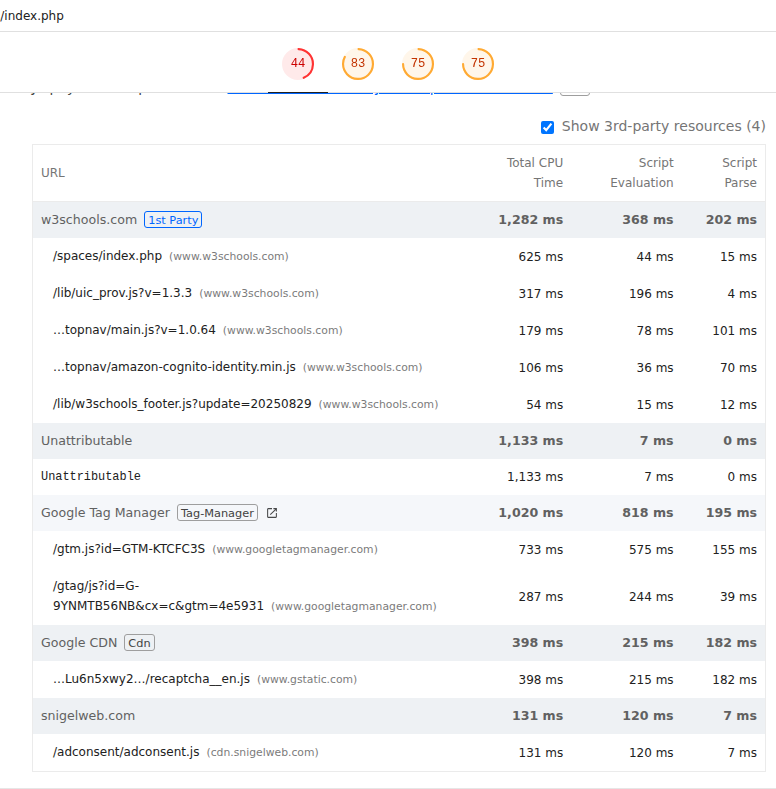 /index.php
44 83 75 75
Show 3rd-party resources (4)
URL Total CPU Time Script Evaluation Script Parse
w3schools.com 1st Party 1,282 ms 368 ms 202 ms
/spaces/index.php (www.w3schools.com) 625 ms 44 ms 15 ms
/lib/uic_prov.js?v=1.3.3 (www.w3schools.com) 317 ms 196 ms 4 ms
…topnav/main.js?v=1.0.64 (www.w3schools.com) 179 ms 78 ms 101 ms
…topnav/amazon-cognito-identity.min.js (www.w3schools.com) 106 ms 36 ms 70 ms
/lib/w3schools_footer.js?update=20250829 (www.w3schools.com) 54 ms 15 ms 12 ms
Unattributable 1,133 ms 7 ms 0 ms
Unattributable 1,133 ms 7 ms 0 ms
Google Tag Manager Tag-Manager 1,020 ms 818 ms 195 ms
/gtm.js?id=GTM-KTCFC3S (www.googletagmanager.com) 733 ms 575 ms 155 ms
/gtag/js?id=G-
9YNMTB56NB&cx=c&gtm=4e5931 (www.googletagmanager.com) 287 ms 244 ms 39 ms
Google CDN Cdn 398 ms 215 ms 182 ms
…Lu6n5xwy2…/recaptcha__en.js (www.gstatic.com) 398 ms 215 ms 182 ms
snigelweb.com 131 ms 120 ms 7 ms
/adconsent/adconsent.js (cdn.snigelweb.com) 131 ms 120 ms 7 ms